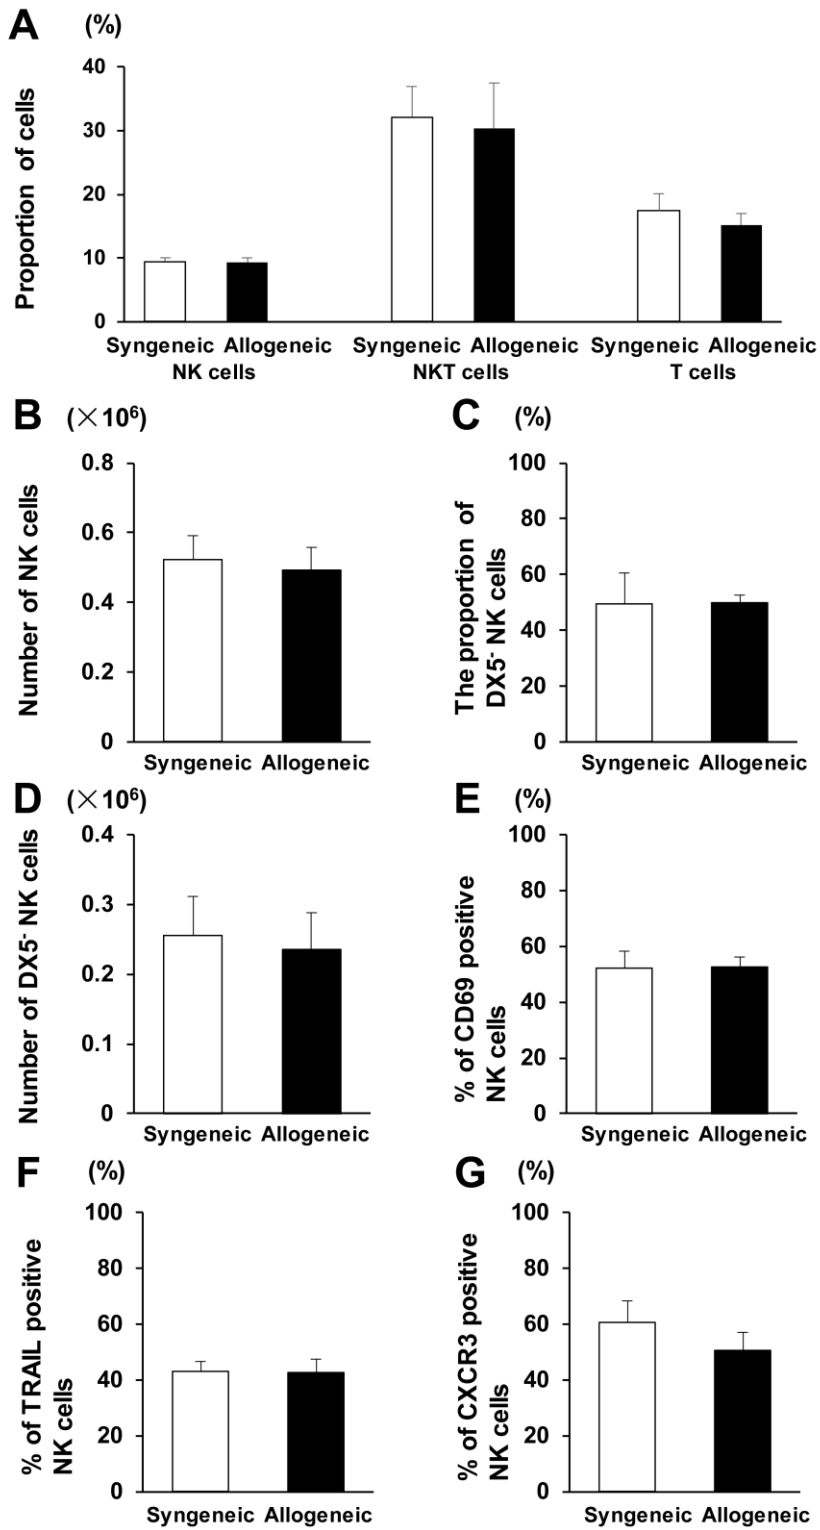 A (%)
Proportion of cells
40
30
20
10
0
Syngeneic Allogeneic Syngeneic Allogeneic Syngeneic Allogeneic
NK cells NKT cells T cells
B (×10⁶)
Number of NK cells
0.8
0.6
0.4
0.2
0
Syngeneic Allogeneic
C (%)
The proportion of
DX5⁻ NK cells
100
80
60
40
20
0
Syngeneic Allogeneic
D (×10⁶)
Number of DX5⁻ NK cells
0.4
0.3
0.2
0.1
0
Syngeneic Allogeneic
E (%)
% of CD69 positive
NK cells
100
80
60
40
20
0
Syngeneic Allogeneic
F (%)
% of TRAIL positive
NK cells
100
80
60
40
20
0
Syngeneic Allogeneic
G (%)
% of CXCR3 positive
NK cells
100
80
60
40
20
0
Syngeneic Allogeneic